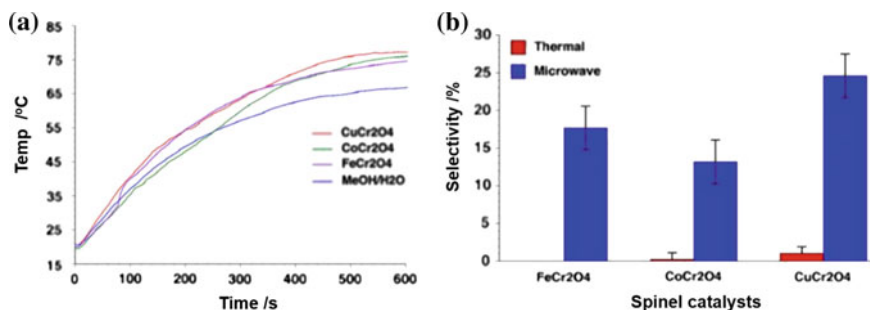 (a)
85
75
65
55
45
35
25
15
Temp /ºC
CuCr2O4
CoCr2O4
FeCr2O4
MeOH/H2O
0 100 200 300 400 500 600
Time /s
(b)
30
25
20
15
10
5
0
Selectivity /%
Thermal
Microwave
FeCr2O4 CoCr2O4 CuCr2O4
Spinel catalysts